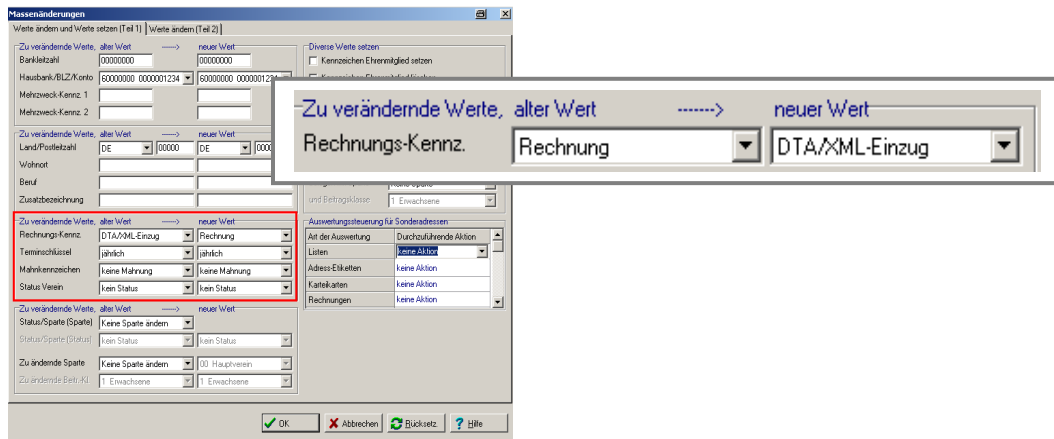 Massenänderungen
Werte ändern und Werte setzen (Teil 1) Werte ändern (Teil 2)
Zu verändernde Werte, alter Wert ------> neuer Wert
Bankleitzahl 00000000 00000000
Hausbank/BLZ/Konto 60000000 0000001234 60000000 0000001234
Mehrzweck-Kennz. 1
Mehrzweck-Kennz. 2
Zu verändernde Werte, alter Wert ------> neuer Wert
Land/Postleitzahl DE 00000 DE
Wohnort
Beruf
Zusatzbezeichnung
Zu verändernde Werte, alter Wert ------> neuer Wert
Rechnungs-Kennz. DTA/XML-Einzug Rechnung
Terminschlüssel jährlich jährlich
Mahnkennzeichen keine Mahnung keine Mahnung
Status Verein kein Status kein Status
Zu verändernde Werte, alter Wert ------> neuer Wert
Status/Sparte (Sparte) Keine Sparte ändern
Status/Sparte (Status) kein Status kein Status
Zu ändernde Sparte Keine Sparte ändern 00 Hauptverein
Zu ändernde Beitr.-Kl. 1 Erwachsene 1 Erwachsene
Diverse Werte setzen
Kennzeichen Ehrenmitglied setzen
Zu verändernde Werte, alter Wert -------> neuer Wert
Rechnungs-Kennz. Rechnung DTA/XML-Einzug
und Beitragsklasse 1 Erwachsene
Auswertungssteuerung für Sonderadressen
Art der Auswertung Durchzuführende Aktion
Listen keine Aktion
Adress-Etiketten keine Aktion
Karteikarten keine Aktion
Rechnungen keine Aktion
OK Abbrechen Rücksetz. Hilfe